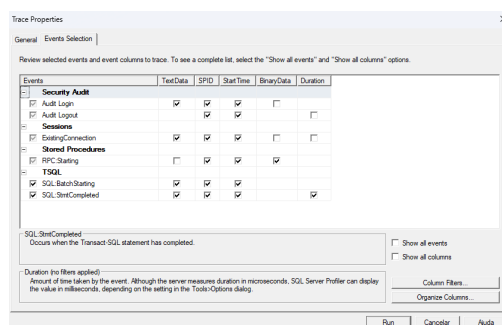 Trace Properties
General Events Selection
Review selected events and event columns to trace. To see a complete list, select the "Show all events" and "Show all columns" options.
Events TextData SPID StartTime BinaryData Duration
Security Audit
Audit Login
Audit Logout
Sessions
ExistingConnection
Stored Procedures
RPC:Starting
TSQL
SQL:BatchStarting
SQL:StmtCompleted
SQL:StmtCompleted
Occurs when the Transact-SQL statement has completed.
Show all events
Show all columns
Duration (no filters applied)
Amount of time taken by the event. Although the server measures duration in microseconds, SQL Server Profiler can display
the value in milliseconds, depending on the setting in the Tools>Options dialog.
Column Filters...
Organize Columns...
Run Cancelar Ajuda